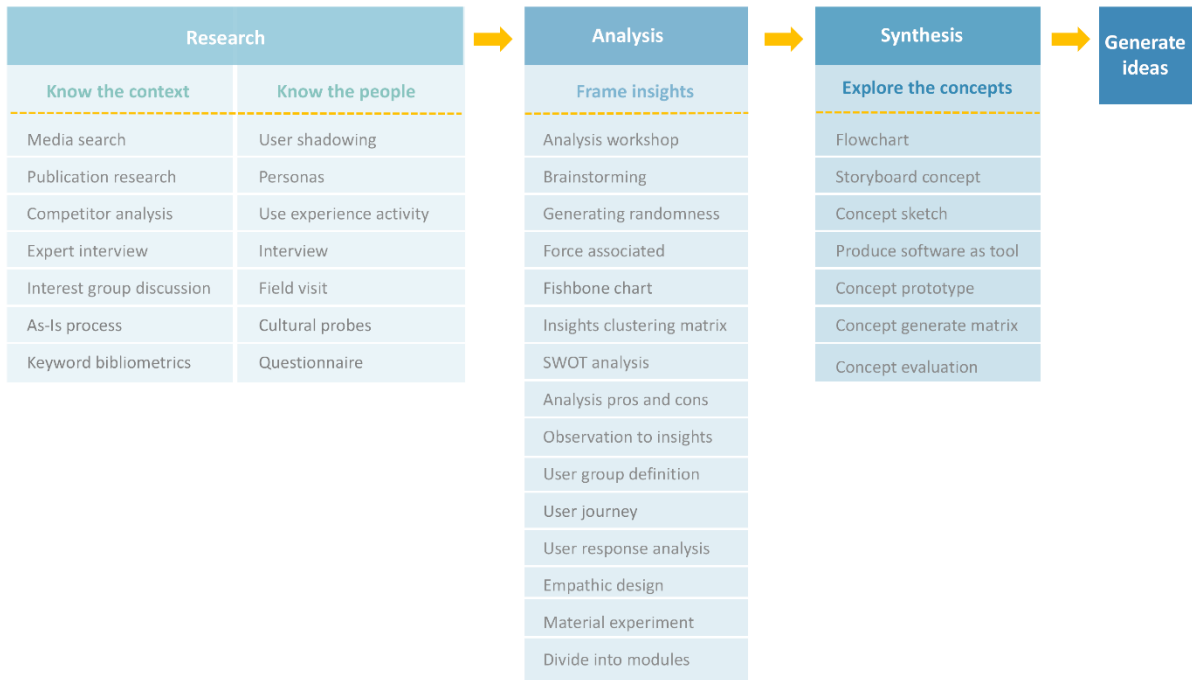 Research
Know the context
Media search
Publication research
Competitor analysis
Expert interview
Interest group discussion
As-Is process
Keyword bibliometrics
Know the people
User shadowing
Personas
Use experience activity
Interview
Field visit
Cultural probes
Questionnaire
Analysis
Frame insights
Analysis workshop
Brainstorming
Generating randomness
Force associated
Fishbone chart
Insights clustering matrix
SWOT analysis
Analysis pros and cons
Observation to insights
User group definition
User journey
User response analysis
Empathic design
Material experiment
Divide into modules
Synthesis
Explore the concepts
Flowchart
Storyboard concept
Concept sketch
Produce software as tool
Concept prototype
Concept generate matrix
Concept evaluation
Generate
ideas